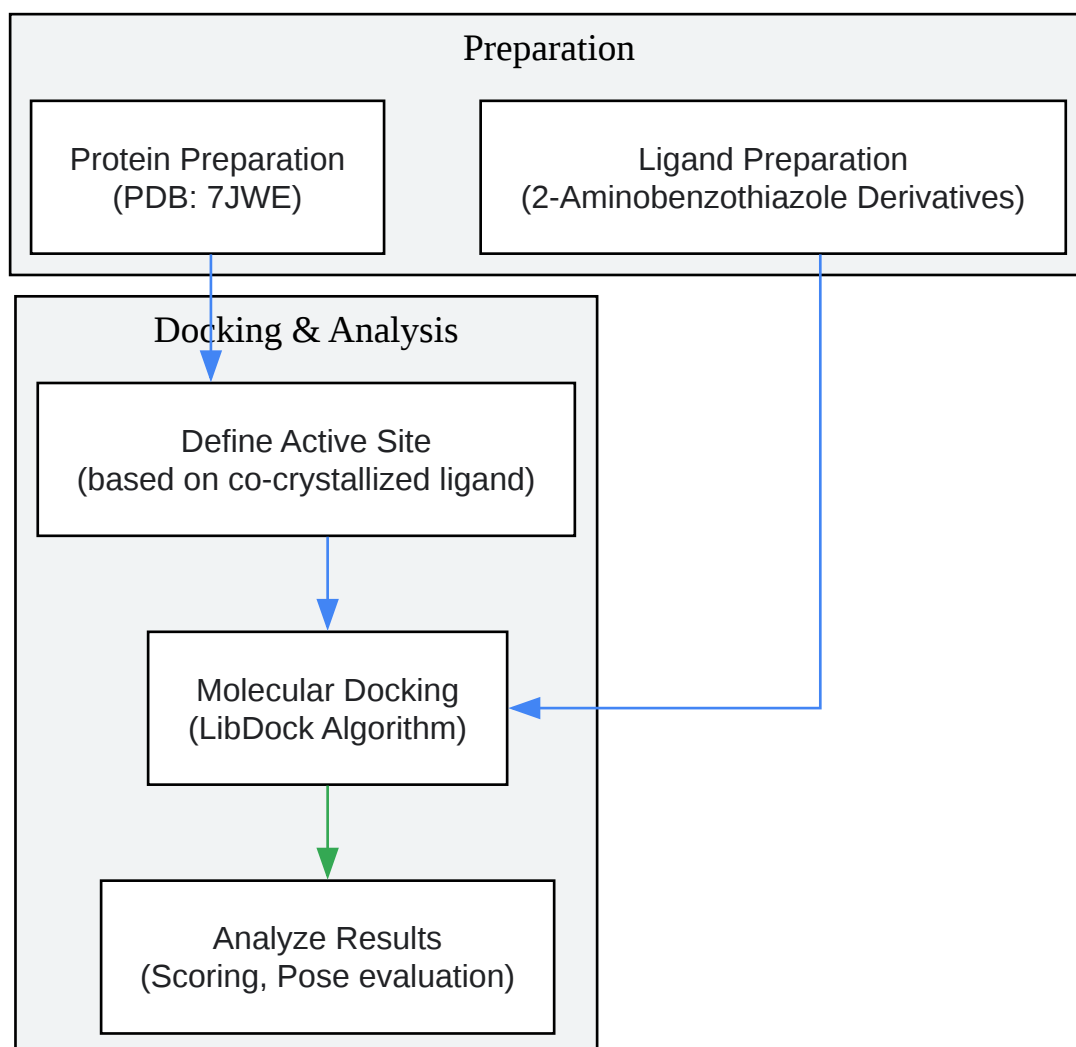 Preparation
Protein Preparation
(PDB: 7JWE)
Ligand Preparation
(2-Aminobenzothiazole Derivatives)
Docking & Analysis
Define Active Site
(based on co-crystallized ligand)
Molecular Docking
(LibDock Algorithm)
Analyze Results
(Scoring, Pose evaluation)